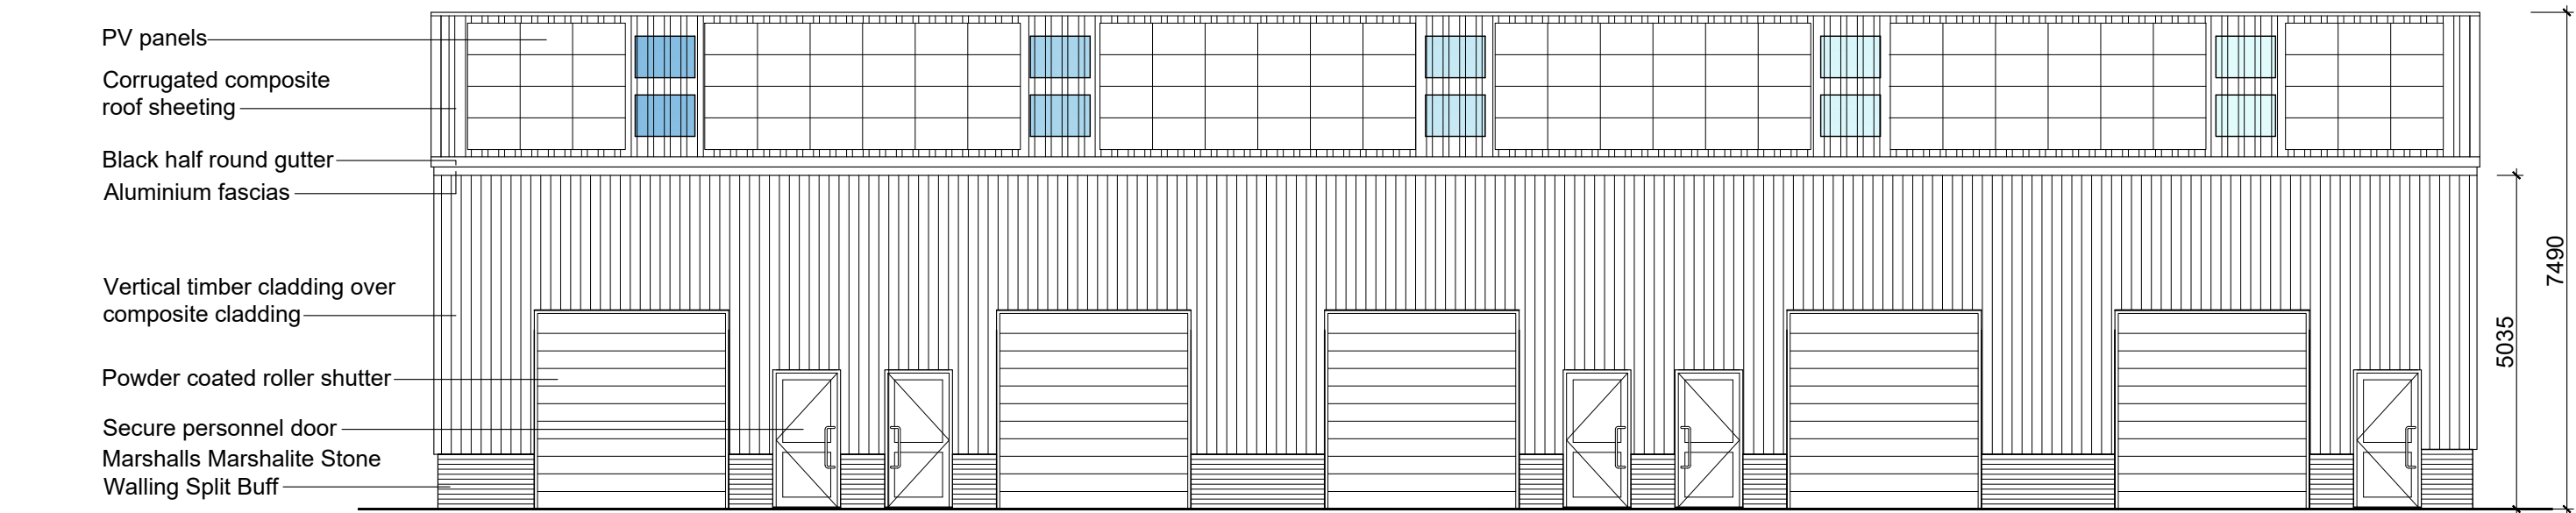 PV panels
Corrugated composite
roof sheeting
Black half round gutter
Aluminium fascias
Vertical timber cladding over
composite cladding
Powder coated roller shutter
Secure personnel door
Marshalls Marshalite Stone
Walling Split Buff
5035
7490